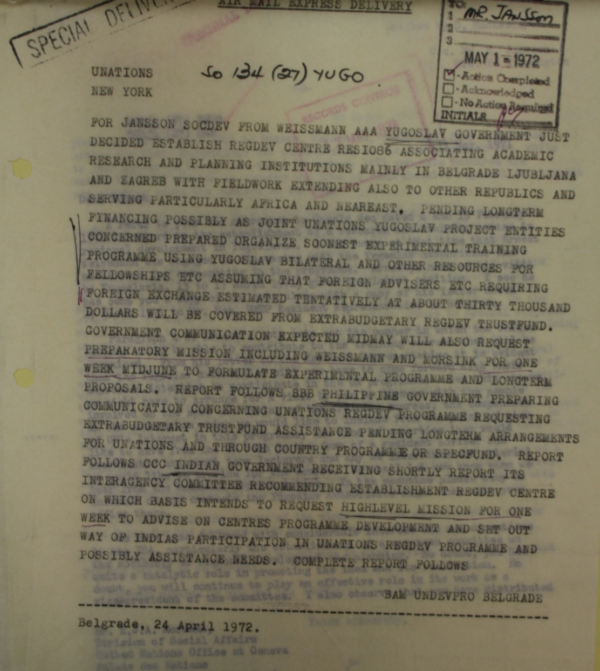 AIR MAIL EXPRESS DELIVERY
SPECIAL DELIVERY
TO:
1 MR. JANSSON
2
3
MAY 1 - 1972
- Action Completed
- Acknowledged
- No Action Required
INITIALS
UNATIONS
NEW YORK
SO 134 (27) YUGO
FOR JANSSON SOCDEV FROM WEISSMANN AAA YUGOSLAV GOVERNMENT JUST
DECIDED ESTABLISH REGDEV CENTRE RES1086 ASSOCIATING ACADEMIC
RESEARCH AND PLANNING INSTITUTIONS MAINLY IN BELGRADE LJUBLJANA
AND ZAGREB WITH FIELDWORK EXTENDING ALSO TO OTHER REPUBLICS AND
SERVING PARTICULARLY AFRICA AND NEAREAST. PENDING LONGTERM
FINANCING POSSIBLY AS JOINT UNATIONS YUGOSLAV PROJECT ENTITIES
CONCERNED PREPARED ORGANIZE SOONEST EXPERIMENTAL TRAINING
PROGRAMME USING YUGOSLAV BILATERAL AND OTHER RESOURCES FOR
FELLOWSHIPS ETC ASSUMING THAT FOREIGN ADVISERS ETC REQUIRING
FOREIGN EXCHANGE ESTIMATED TENTATIVELY AT ABOUT THIRTY THOUSAND
DOLLARS WILL BE COVERED FROM EXTRABUDGETARY REGDEV TRUSTFUND.
GOVERNMENT COMMUNICATION EXPECTED MIDMAY WILL ALSO REQUEST
PREPARATORY MISSION INCLUDING WEISSMANN AND MORSINK FOR ONE
WEEK MIDJUNE TO FORMULATE EXPERIMENTAL PROGRAMME AND LONGTERM
PROPOSALS. REPORT FOLLOWS BBB PHILIPPINE GOVERNMENT PREPARING
COMMUNICATION CONCERNING UNATIONS REGDEV PROGRAMME REQUESTING
EXTRABUDGETARY TRUSTFUND ASSISTANCE PENDING LONGTERM ARRANGEMENTS
FOR UNATIONS AND THROUGH COUNTRY PROGRAMME OR SPECFUND. REPORT
FOLLOWS CCC INDIAN GOVERNMENT RECEIVING SHORTLY REPORT ITS
INTERAGENCY COMMITTEE RECOMMENDING ESTABLISHMENT REGDEV CENTRE
ON WHICH BASIS INTENDS TO REQUEST HIGHLEVEL MISSION FOR ONE
WEEK TO ADVISE ON CENTRES PROGRAMME DEVELOPMENT AND SET OUT
WAY OF INDIAS PARTICIPATION IN UNATIONS REGDEV PROGRAMME AND
POSSIBLY ASSISTANCE NEEDS. COMPLETE REPORT FOLLOWS
BAM UNDEVPRO BELGRADE
Belgrade, 24 April 1972.